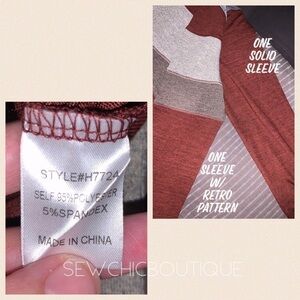 ONE
SOLID
SLEEVE
ONE
SLEEVE
W/
RETRO
PATTERN
STYLE#H7724
SELF 95%POLYESTER
5%SPANDEX
MADE IN CHINA
SEWCHICBOUTIQUE